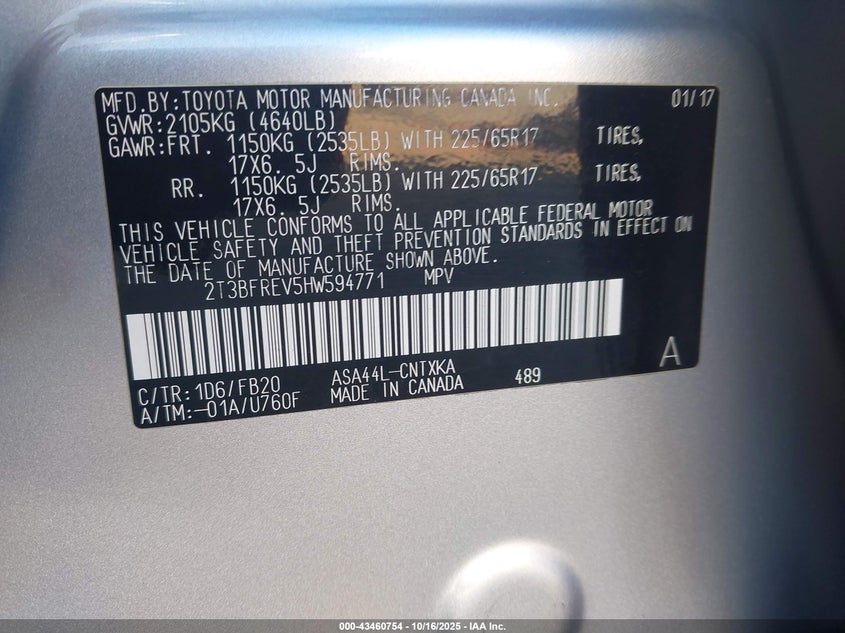 MFD.BY:TOYOTA MOTOR MANUFACTURING CANADA INC. 01/17
GVWR:2105KG (4640LB)
GAWR:FRT. 1150KG (2535LB) WITH 225/65R17 TIRES,
17X6. 5J RIMS.
RR. 1150KG (2535LB) WITH 225/65R17 TIRES,
17X6. 5J RIMS.
THIS VEHICLE CONFORMS TO ALL APPLICABLE FEDERAL MOTOR
VEHICLE SAFETY AND THEFT PREVENTION STANDARDS IN EFFECT ON
THE DATE OF MANUFACTURE SHOWN ABOVE.
2T3BFREV5HW594771 MPV
A
C/TR:1D6/FB20 ASA44L-CNTXKA 489
A/TM:-01A/U760F MADE IN CANADA
000-43460754 - 10/16/2025 - IAA Inc.